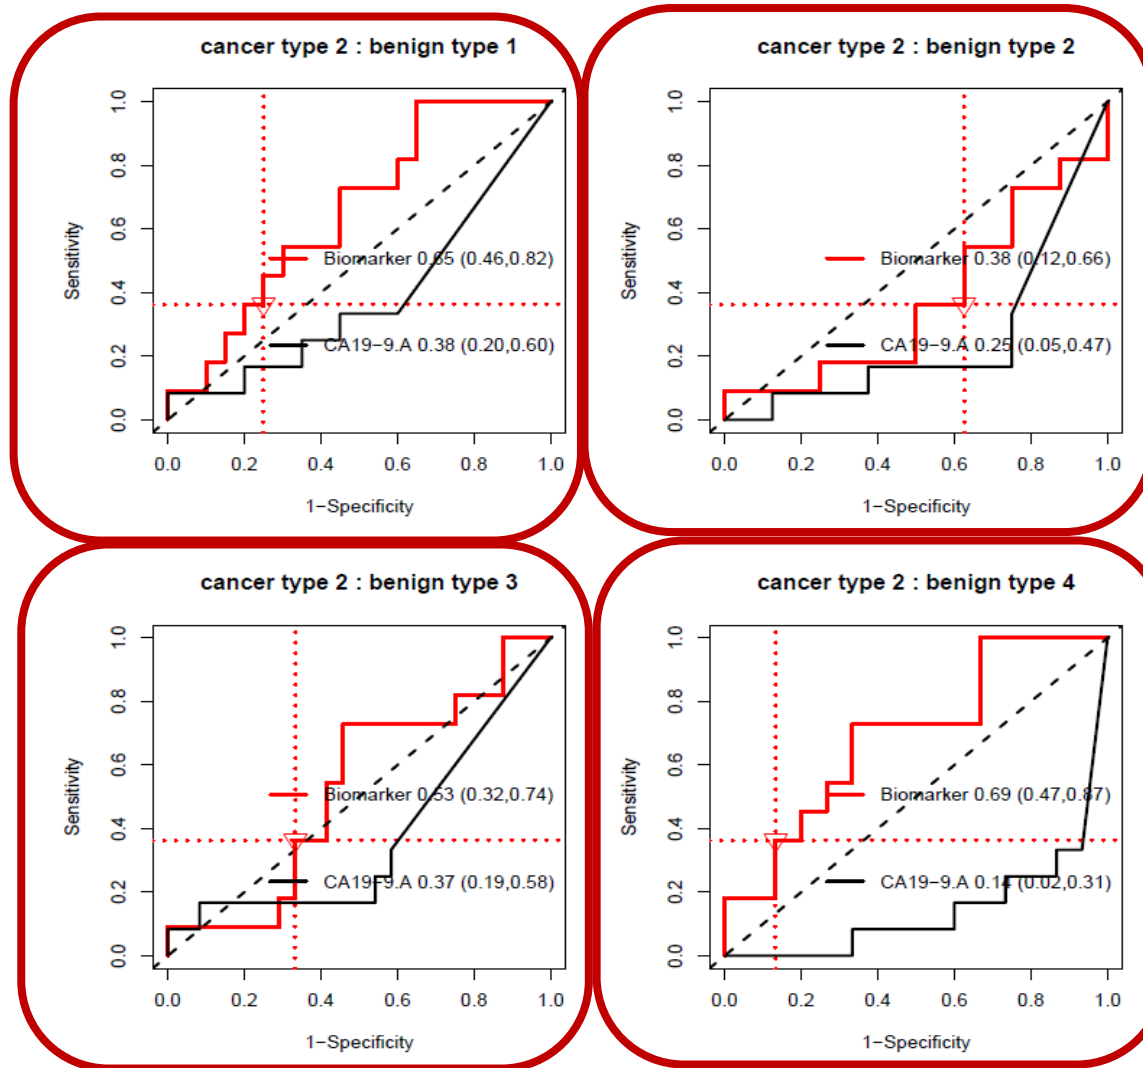 cancer type 2 : benign type 1
Sensitivity
0.0 0.2 0.4 0.6 0.8 1.0
Biomarker 0.65 (0.46,0.82)
CA19−9.A 0.38 (0.20,0.60)
0.0 0.2 0.4 0.6 0.8 1.0
1−Specificity
cancer type 2 : benign type 2
Sensitivity
0.0 0.2 0.4 0.6 0.8 1.0
Biomarker 0.38 (0.12,0.66)
CA19−9.A 0.25 (0.05,0.47)
0.0 0.2 0.4 0.6 0.8 1.0
1−Specificity
cancer type 2 : benign type 3
Sensitivity
0.0 0.2 0.4 0.6 0.8 1.0
Biomarker 0.53 (0.32,0.74)
CA19−9.A 0.37 (0.19,0.58)
0.0 0.2 0.4 0.6 0.8 1.0
1−Specificity
cancer type 2 : benign type 4
Sensitivity
0.0 0.2 0.4 0.6 0.8 1.0
Biomarker 0.69 (0.47,0.87)
CA19−9.A 0.14 (0.02,0.31)
0.0 0.2 0.4 0.6 0.8 1.0
1−Specificity